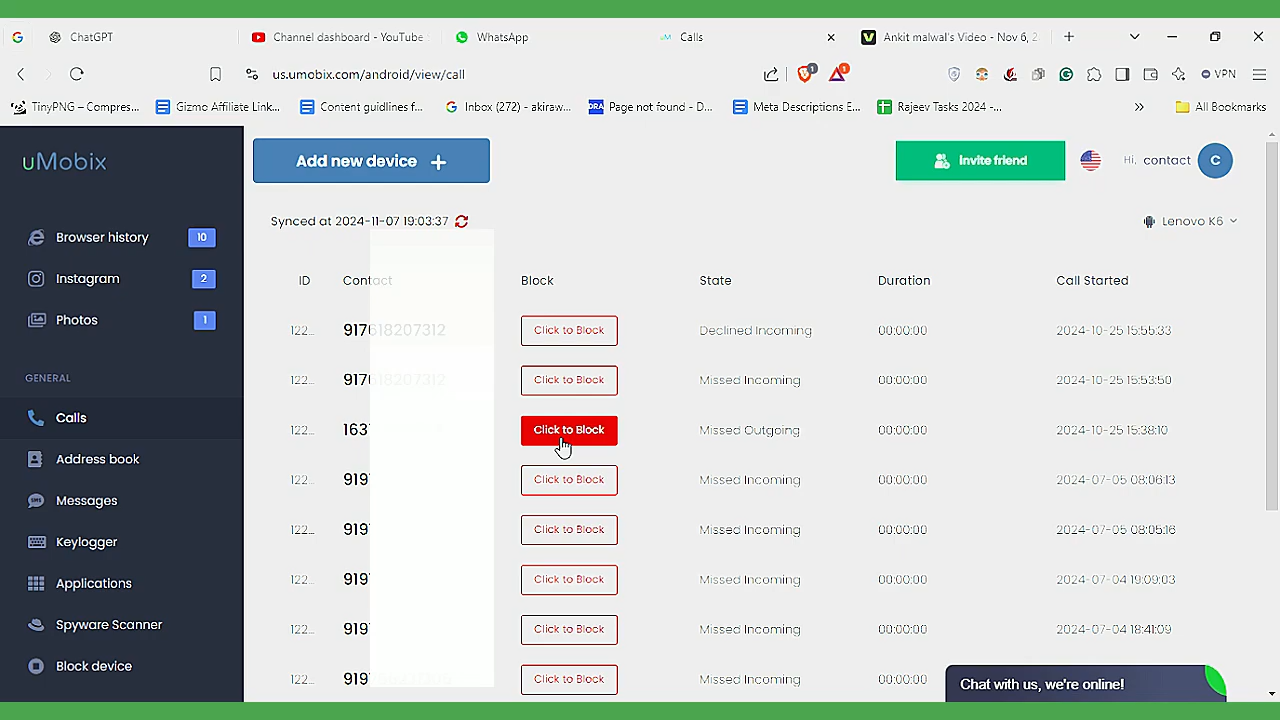 ChatGPT
Channel dashboard - YouTube
WhatsApp
Calls
Ankit malwal's Video - Nov 6, 2
us.umobix.com/android/view/call
1
1
VPN
TinyPNG – Compres...
Gizmo Affiliate Link...
Content guidlines f...
Inbox (272) - akiraw...
Page not found - D...
Meta Descriptions E...
Rajeev Tasks 2024 -...
All Bookmarks
uMobix
Add new device +
Invite friend
Hi, contact
C
Synced at 2024-11-07 19:03:37
Lenovo K6
Browser history 10
Instagram 2
Photos 1
GENERAL
Calls
Address book
Messages
Keylogger
Applications
Spyware Scanner
Block device
ID Contact Block State Duration Call Started
122... 917618207312 Click to Block Declined Incoming 00:00:00 2024-10-25 15:55:33
122... 917618207312 Click to Block Missed Incoming 00:00:00 2024-10-25 15:53:50
122... 163 Click to Block Missed Outgoing 00:00:00 2024-10-25 15:38:10
122... 919 Click to Block Missed Incoming 00:00:00 2024-07-05 08:06:13
122... 919 Click to Block Missed Incoming 00:00:00 2024-07-05 08:05:16
122... 919 Click to Block Missed Incoming 00:00:00 2024-07-04 19:09:03
122... 919 Click to Block Missed Incoming 00:00:00 2024-07-04 18:41:09
122... 919 Click to Block Missed Incoming 00:00:00
Chat with us, we're online!